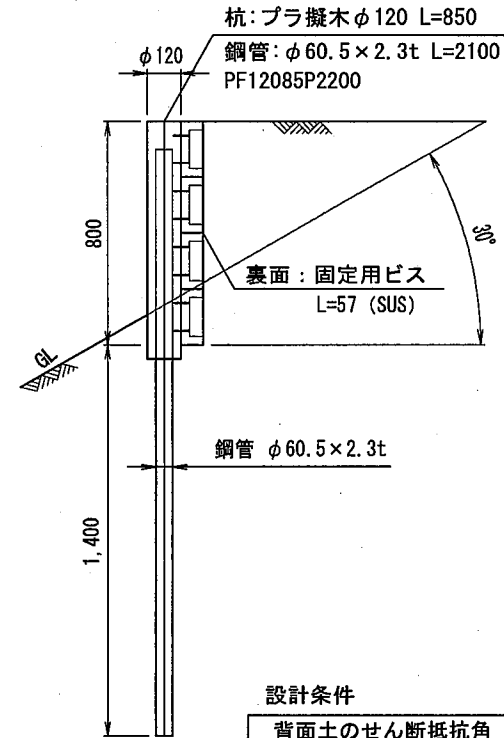 杭：プラ擬木φ120 L=850
鋼管：φ60.5×2.3t L=2100
PF12085P2200
φ120
800
30°
裏面：固定用ビス
L=57 (SUS)
GL
鋼管 φ60.5×2.3t
1,400
設計条件
背面土のせん断抵抗角